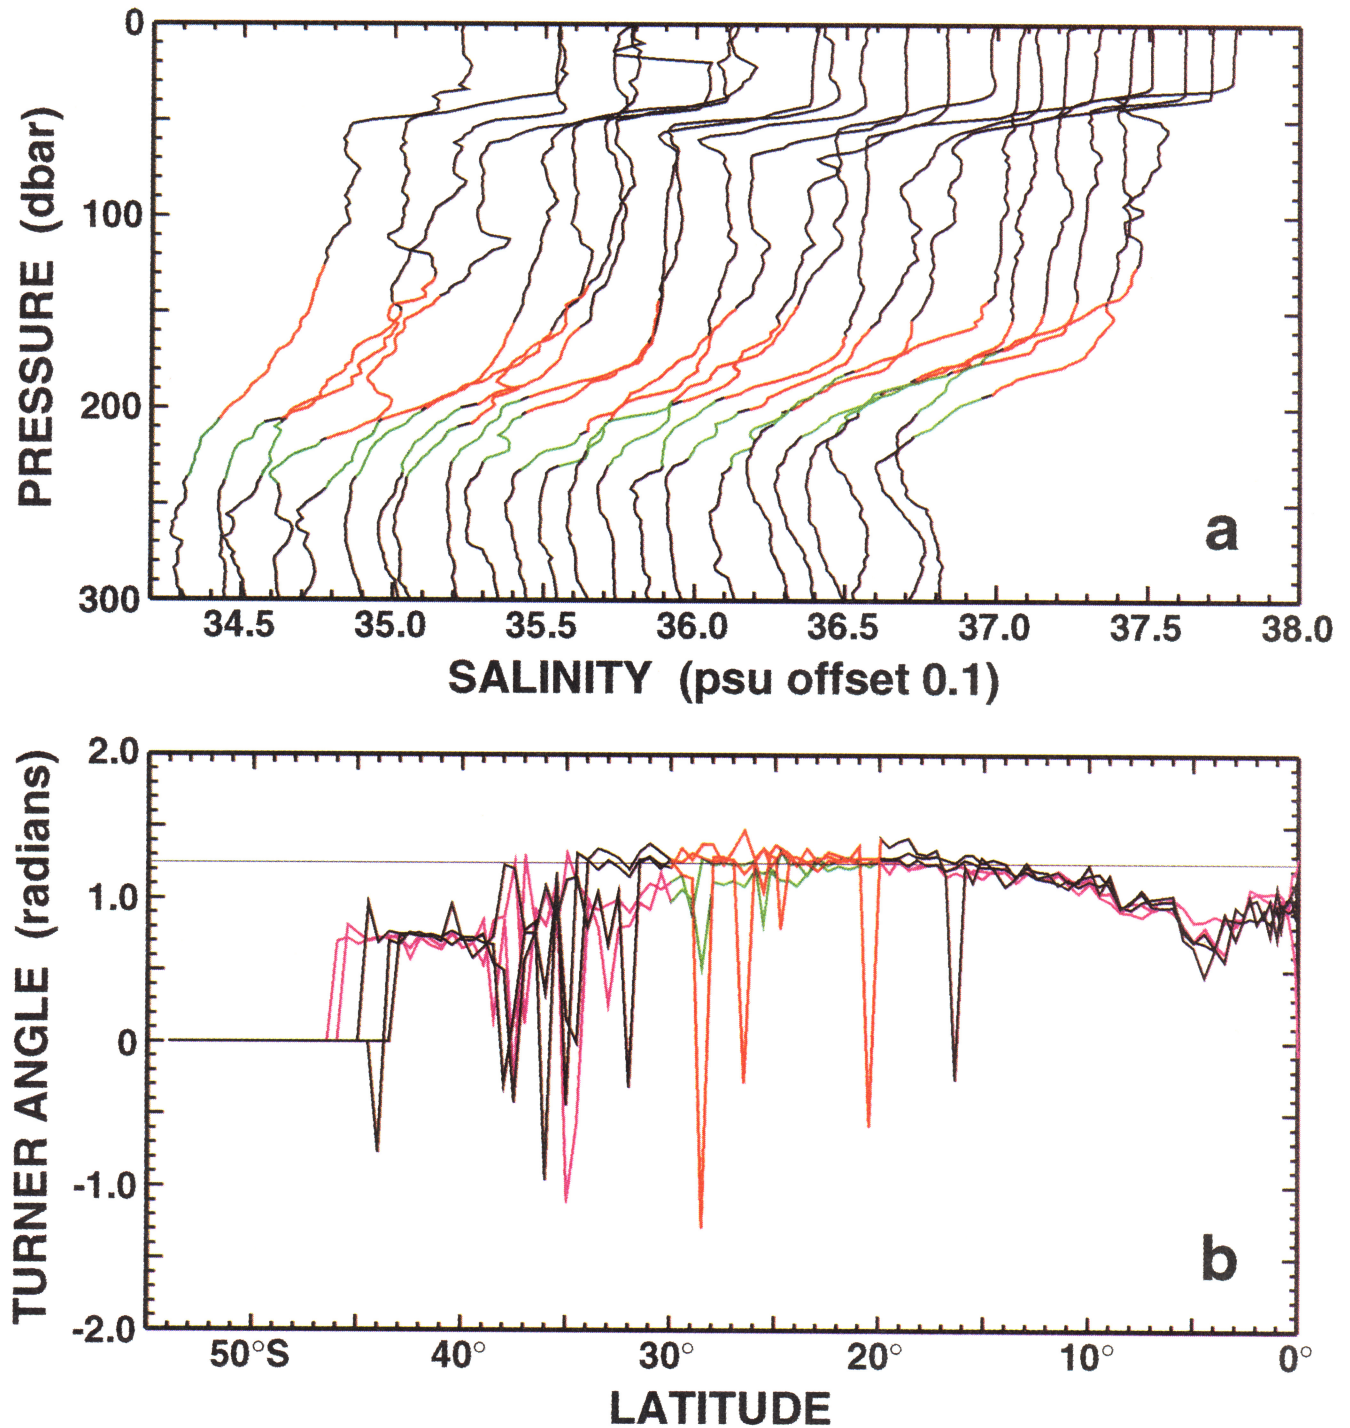 0
100
200
300
PRESSURE (dbar)
a
34.5 35.0 35.5 36.0 36.5 37.0 37.5 38.0
SALINITY (psu offset 0.1)
2.0
1.0
0
-1.0
-2.0
TURNER ANGLE (radians)
b
50°S 40° 30° 20° 10° 0°
LATITUDE